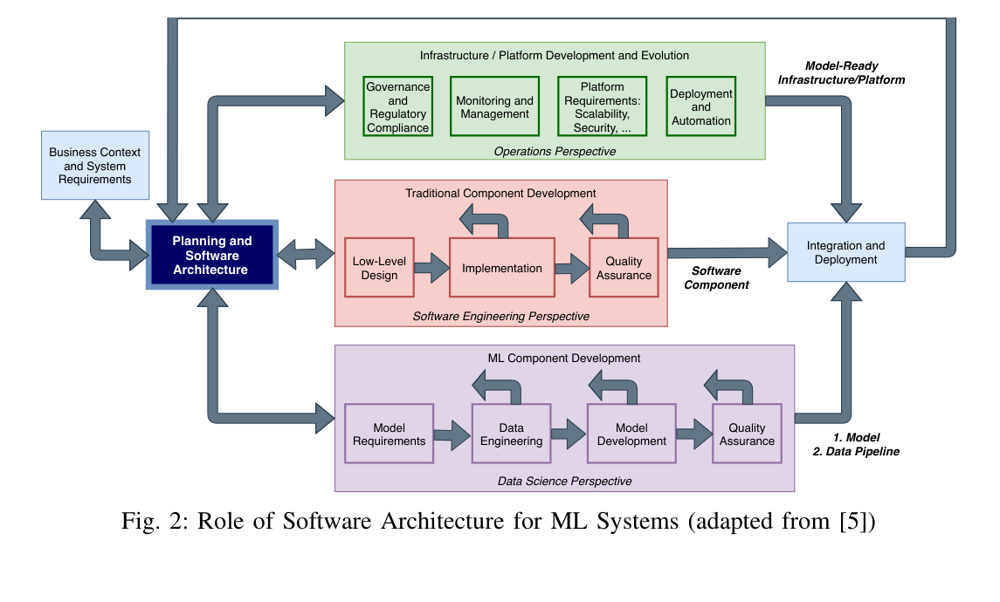 Infrastructure / Platform Development and Evolution
Governance
and
Regulatory
Compliance
Monitoring and
Management
Platform
Requirements:
Scalability,
Security, ...
Deployment
and
Automation
Operations Perspective
Model-Ready
Infrastructure/Platform
Business Context
and System
Requirements
Planning and
Software
Architecture
Traditional Component Development
Low-Level
Design
Implementation
Quality
Assurance
Software Engineering Perspective
Software
Component
Integration and
Deployment
ML Component Development
Model
Requirements
Data
Engineering
Model
Development
Quality
Assurance
Data Science Perspective
1. Model
2. Data Pipeline
Fig. 2: Role of Software Architecture for ML Systems (adapted from [5])